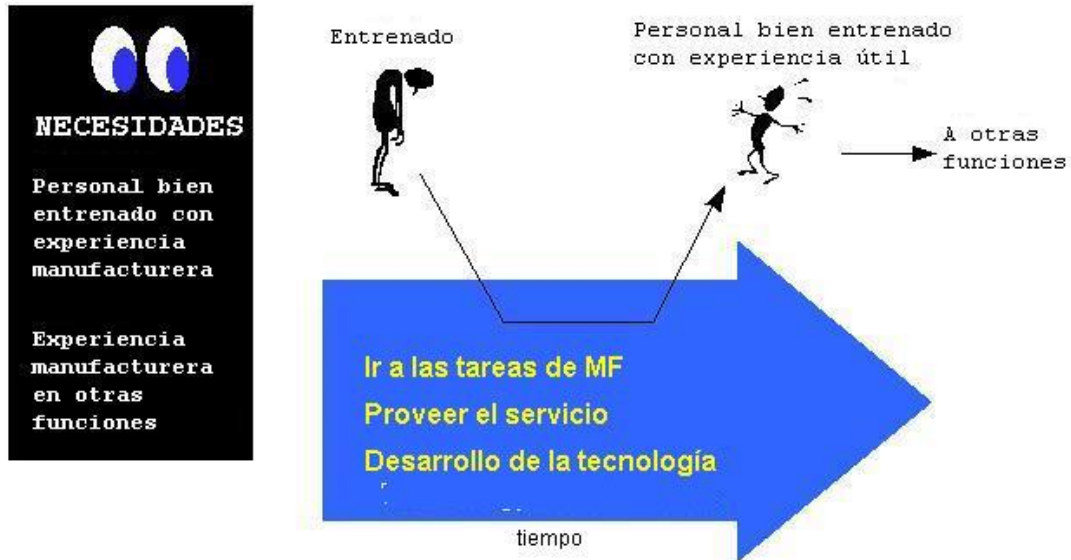 NECESIDADES
Personal bien
entrenado con
experiencia
manufacturera
Experiencia
manufacturera
en otras
funciones
Entrenado
Personal bien entrenado
con experiencia útil
A otras
funciones
Ir a las tareas de MF
Proveer el servicio
Desarrollo de la tecnología
tiempo